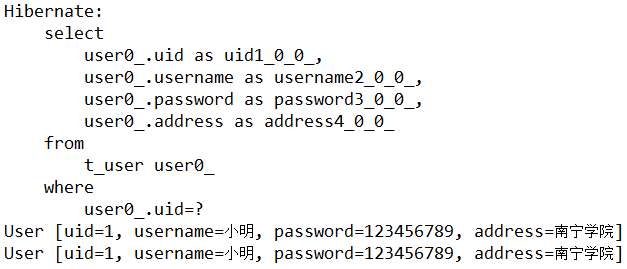 Hibernate:
    select
        user0_.uid as uid1_0_0_,
        user0_.username as username2_0_0_,
        user0_.password as password3_0_0_,
        user0_.address as address4_0_0_
    from
        t_user user0_
    where
        user0_.uid=?
User [uid=1, username=小明, password=123456789, address=南宁学院]
User [uid=1, username=小明, password=123456789, address=南宁学院]